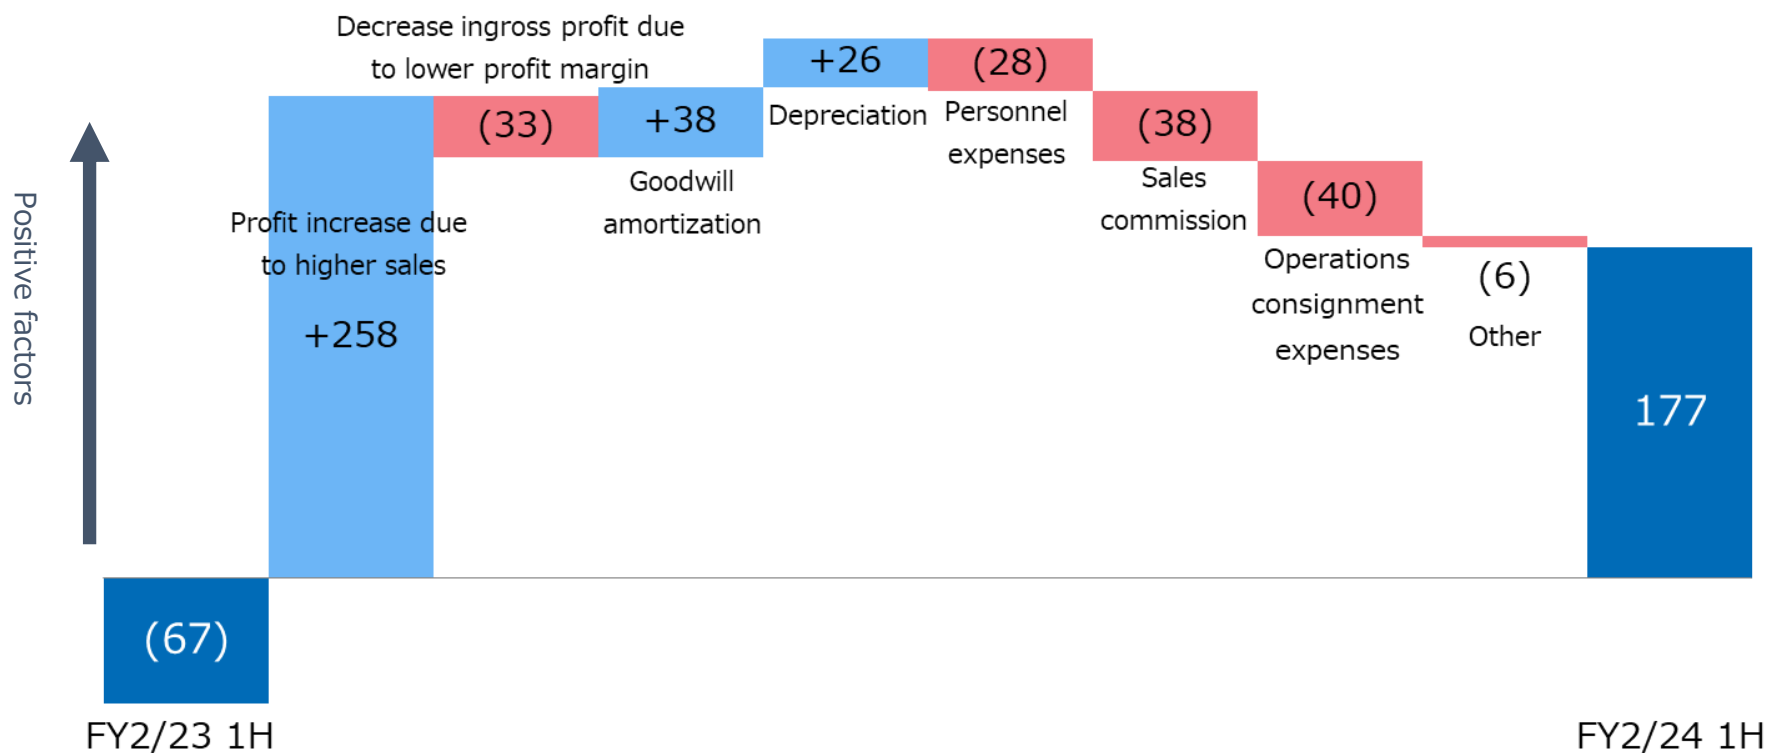 Decrease ingross profit due
to lower profit margin
Positive factors
Profit increase due
to higher sales
+258
(33)
+38
Goodwill
amortization
+26
Depreciation
(28)
Personnel
expenses
(38)
Sales
commission
(40)
Operations
consignment
expenses
(6)
Other
177
(67)
FY2/23 1H
FY2/24 1H